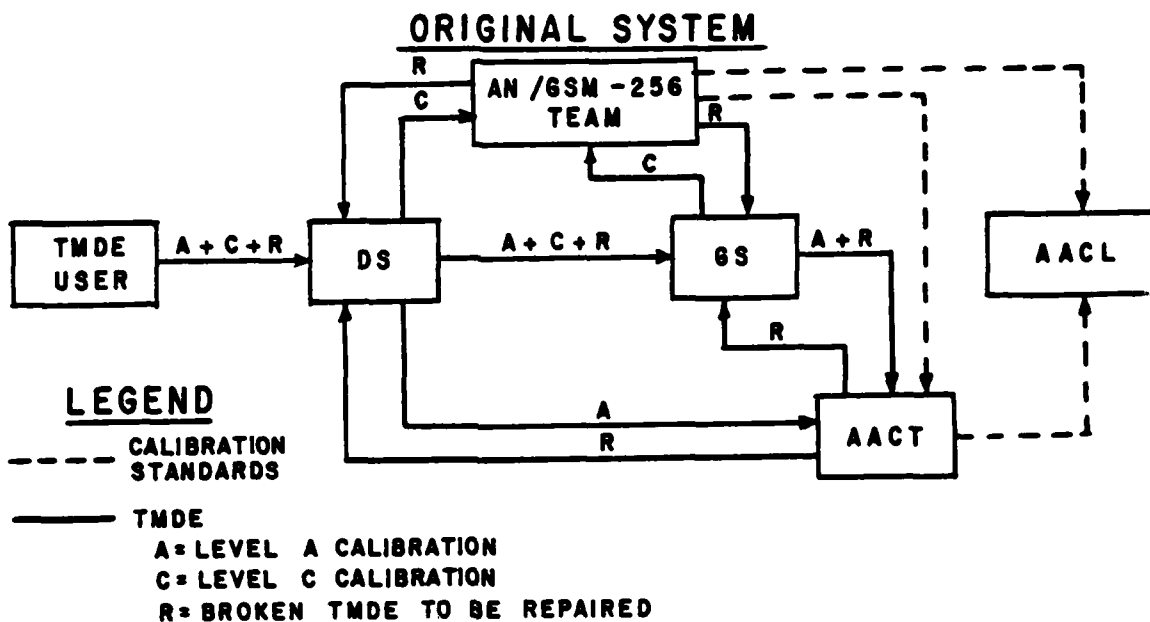 ORIGINAL SYSTEM
R
C
AN/GSM-256
TEAM
R
C
TMDE
USER
A+C+R
DS
A+C+R
GS
A+R
AACL
R
A
R
AACT
LEGEND
CALIBRATION
STANDARDS
TMDE
A=LEVEL A CALIBRATION
C=LEVEL C CALIBRATION
R=BROKEN TMDE TO BE REPAIRED